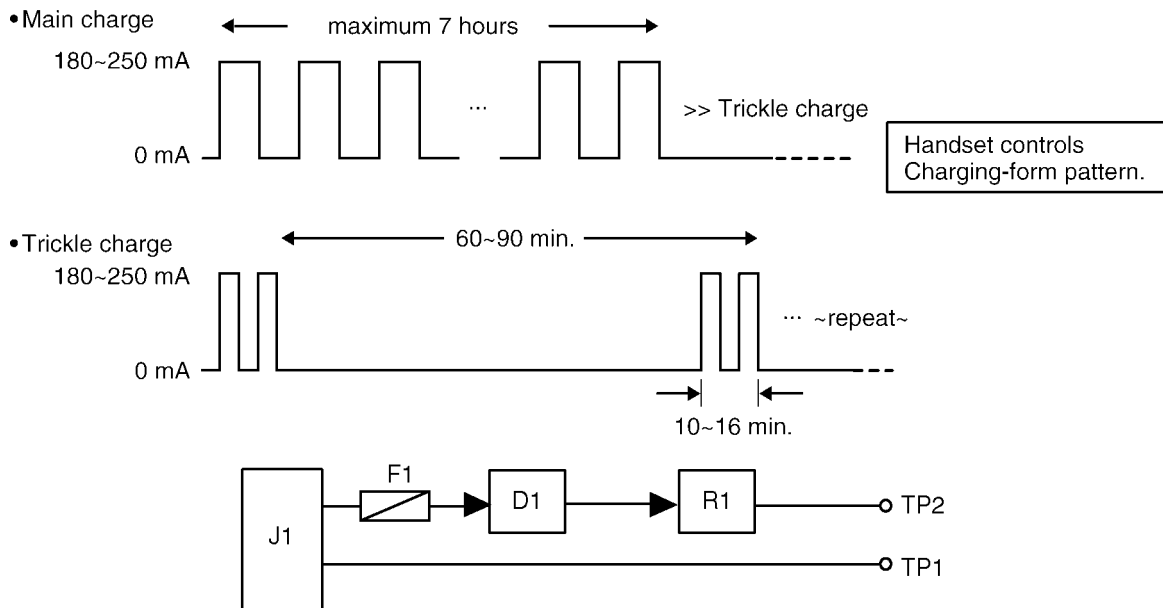 •Main charge
maximum 7 hours
180~250 mA
...
>> Trickle charge
0 mA
Handset controls
Charging-form pattern.
•Trickle charge
60~90 min.
180~250 mA
... ~repeat~
0 mA
10~16 min.
F1
J1
D1
R1
TP2
TP1